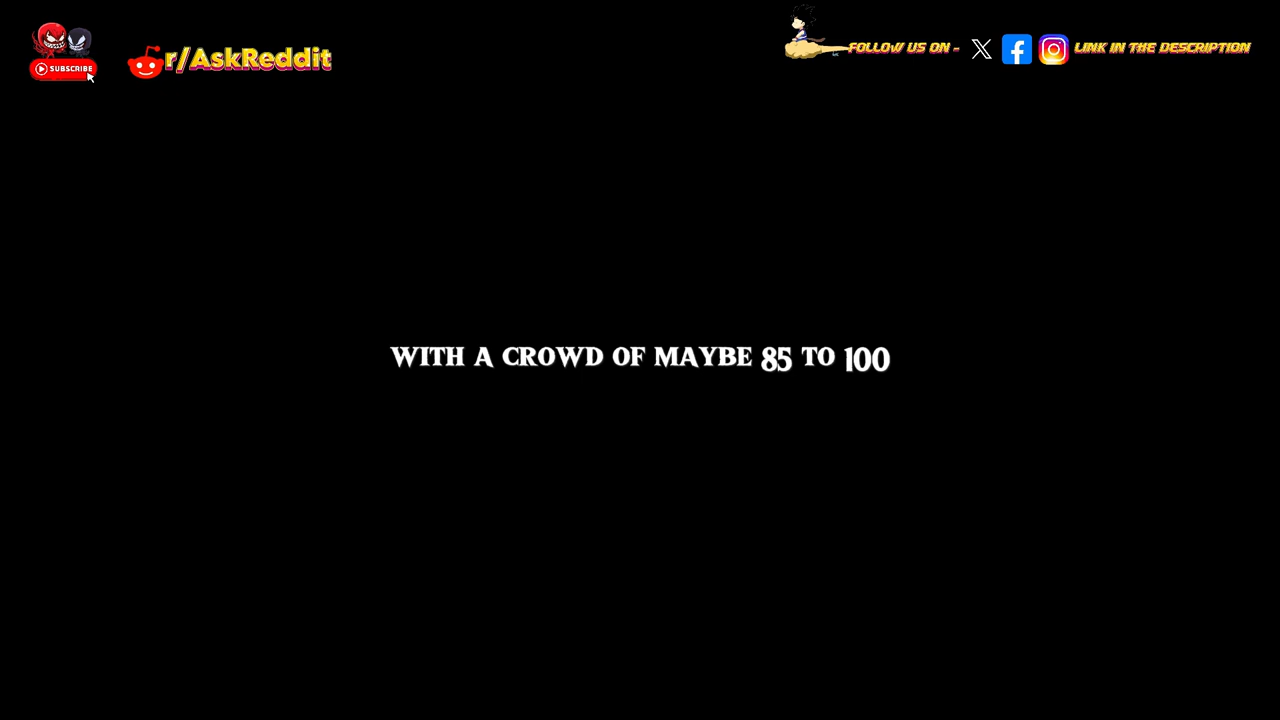 SUBSCRIBE
r/AskReddit
FOLLOW US ON -
LINK IN THE DESCRIPTION
WITH A CROWD OF MAYBE 85 TO 100